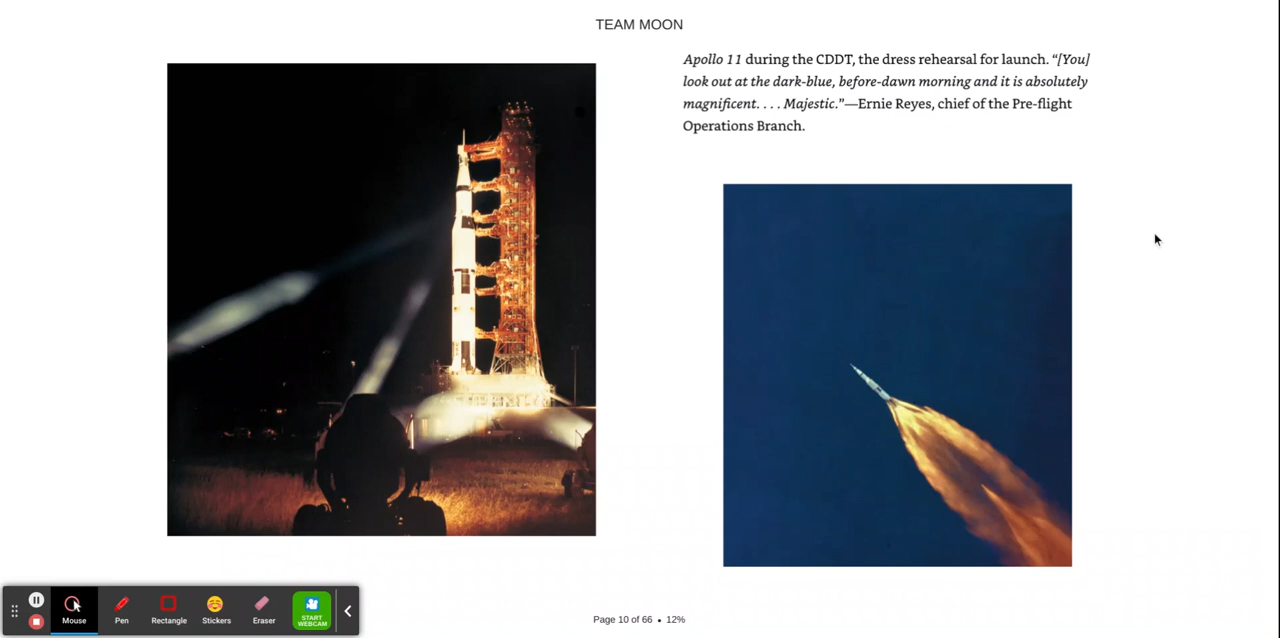 TEAM MOON
Apollo 11 during the CDDT, the dress rehearsal for launch. “[You]
look out at the dark-blue, before-dawn morning and it is absolutely
magnificent. . . . Majestic.”—Ernie Reyes, chief of the Pre-flight
Operations Branch.
Mouse
Pen
Rectangle
Stickers
Eraser
START
WEBCAM
Page 10 of 66 • 12%